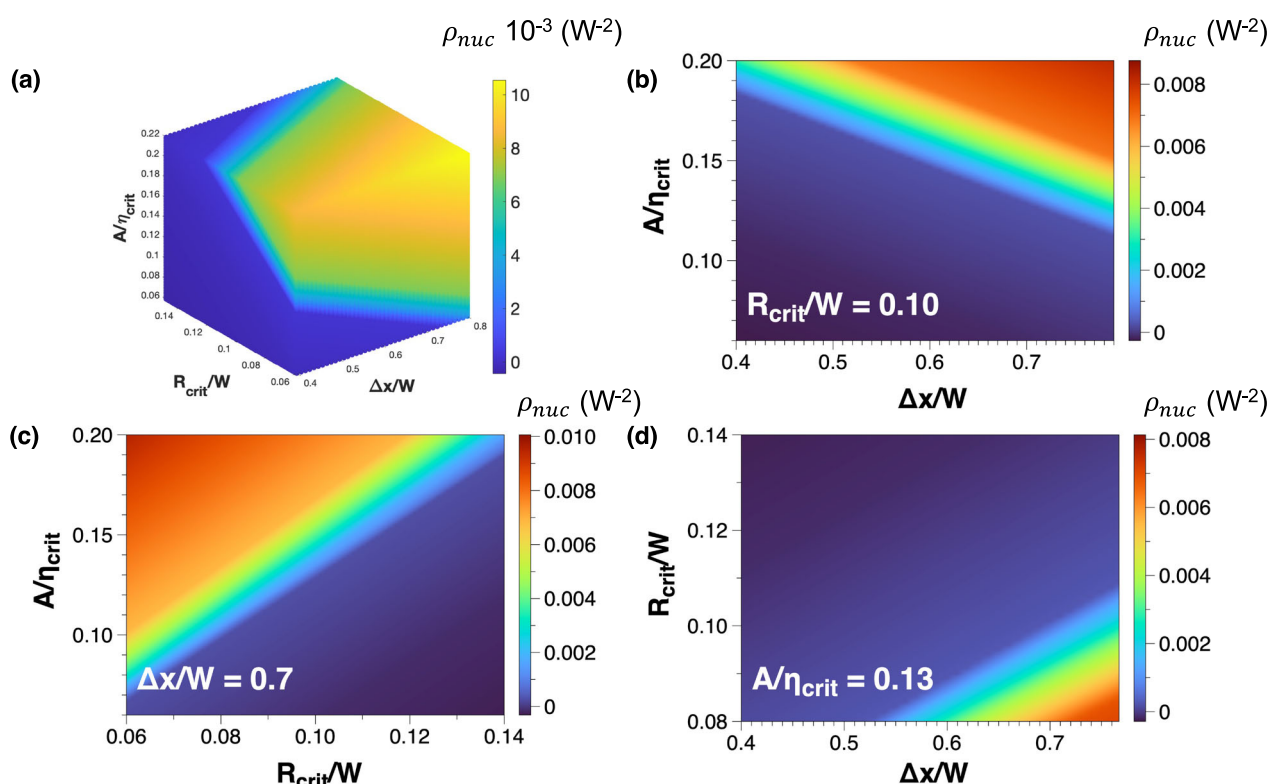 ρnuc 10-3 (W-2)
(a)
10
8
6
4
2
0
0.22
0.2
0.18
0.16
0.14
0.12
0.1
0.08
0.06
A/ηcrit
0.14
0.12
0.1
0.08
0.06
Rcrit/W
0.4
0.5
0.6
0.7
0.8
Δx/W
ρnuc (W-2)
(b)
0.20
0.15
0.10
A/ηcrit
Rcrit/W = 0.10
0.4 0.5 0.6 0.7
Δx/W
0.008
0.006
0.004
0.002
0
ρnuc (W-2)
(c)
0.20
0.15
0.10
A/ηcrit
Δx/W = 0.7
0.06 0.08 0.10 0.12 0.14
Rcrit/W
0.010
0.008
0.006
0.004
0.002
0
ρnuc (W-2)
(d)
0.14
0.12
0.10
0.08
Rcrit/W
A/ηcrit = 0.13
0.4 0.5 0.6 0.7
Δx/W
0.008
0.006
0.004
0.002
0